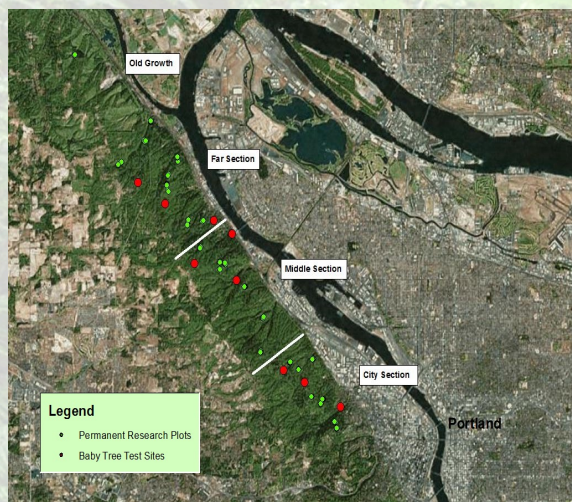 Old Growth
Far Section
Middle Section
City Section
Portland
Legend
Permanent Research Plots
Baby Tree Test Sites